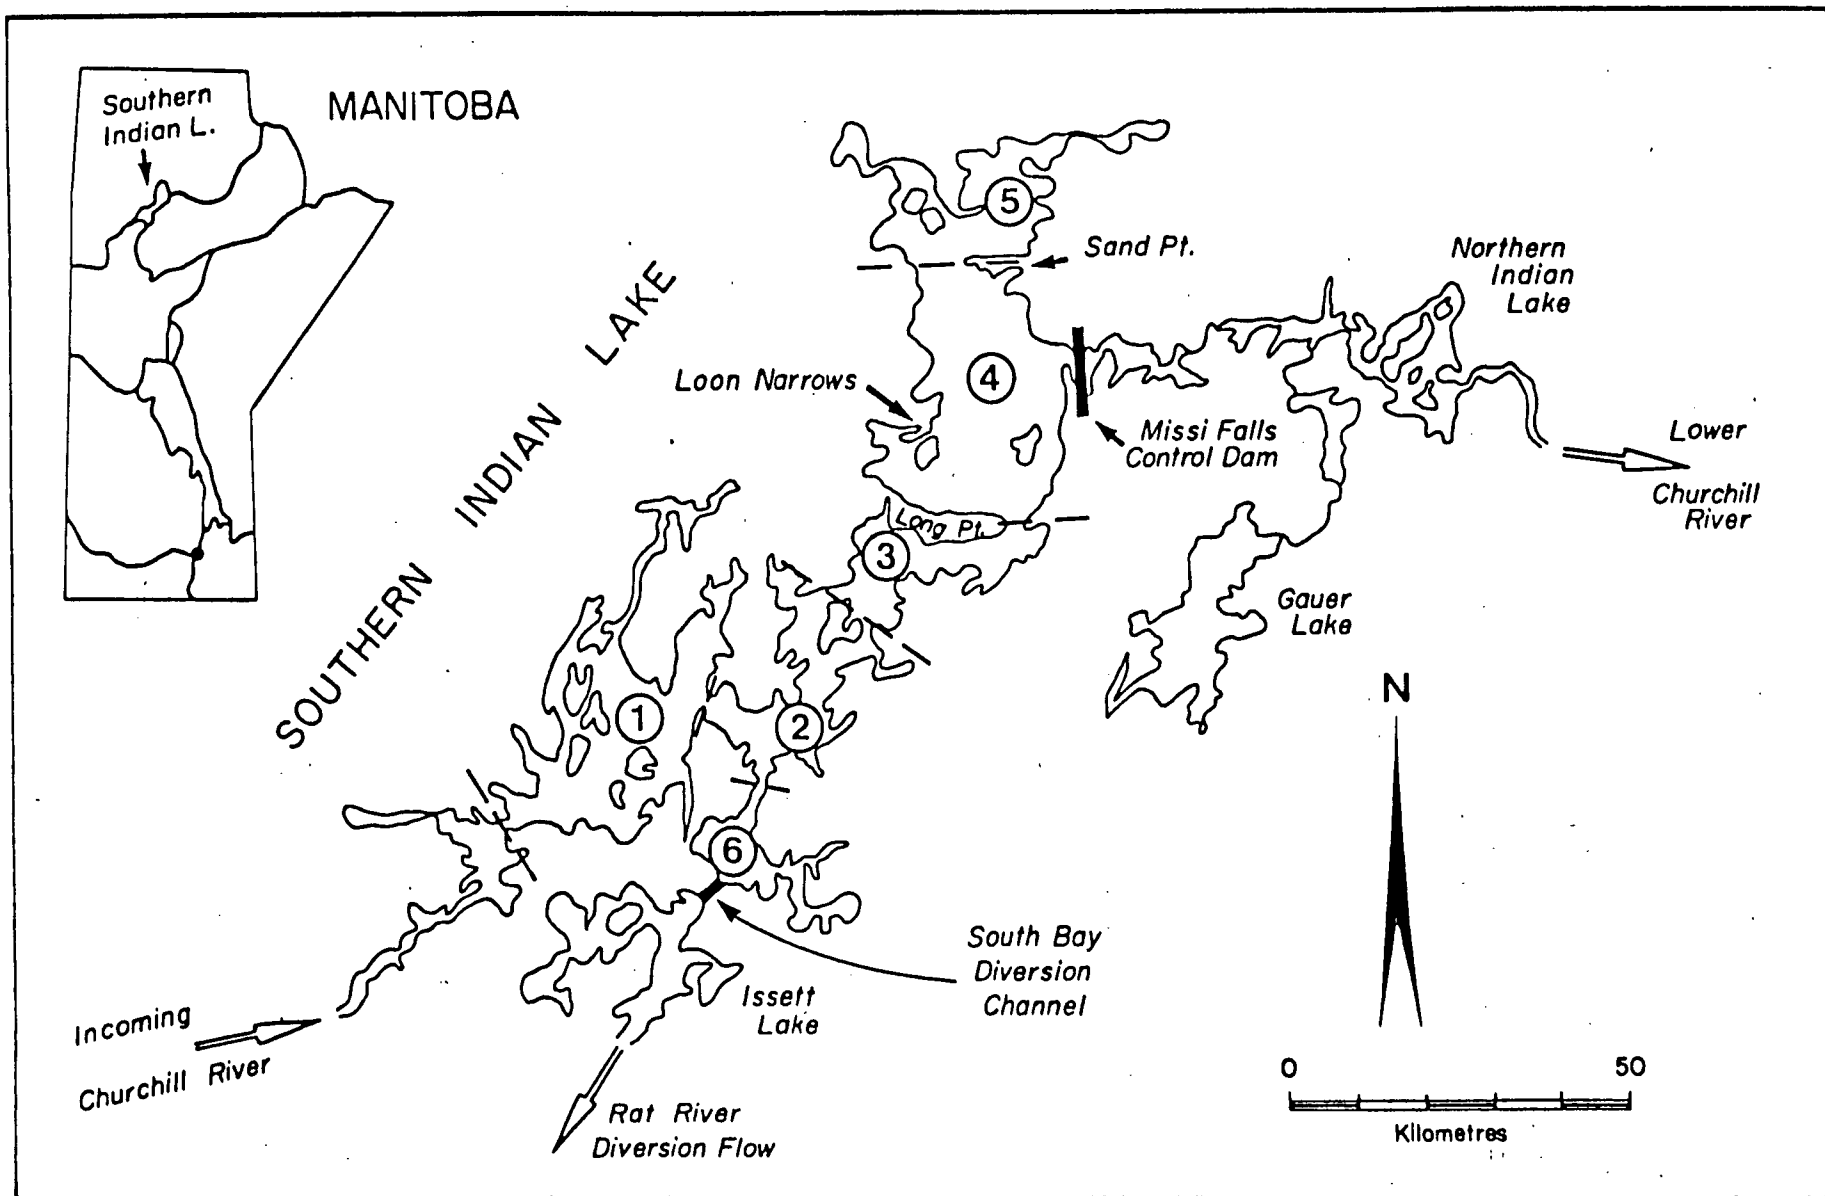 Southern
Indian L.
MANITOBA
SOUTHERN INDIAN LAKE
5
Sand Pt.
Northern
Indian
Lake
Loon Narrows
4
Missi Falls
Control Dam
Lower
Churchill
River
Long Pt.
3
Gauer
Lake
1
2
N
6
South Bay
Diversion
Channel
Issett
Lake
Incoming
Churchill River
Rat River
Diversion Flow
0 50
Kilometres